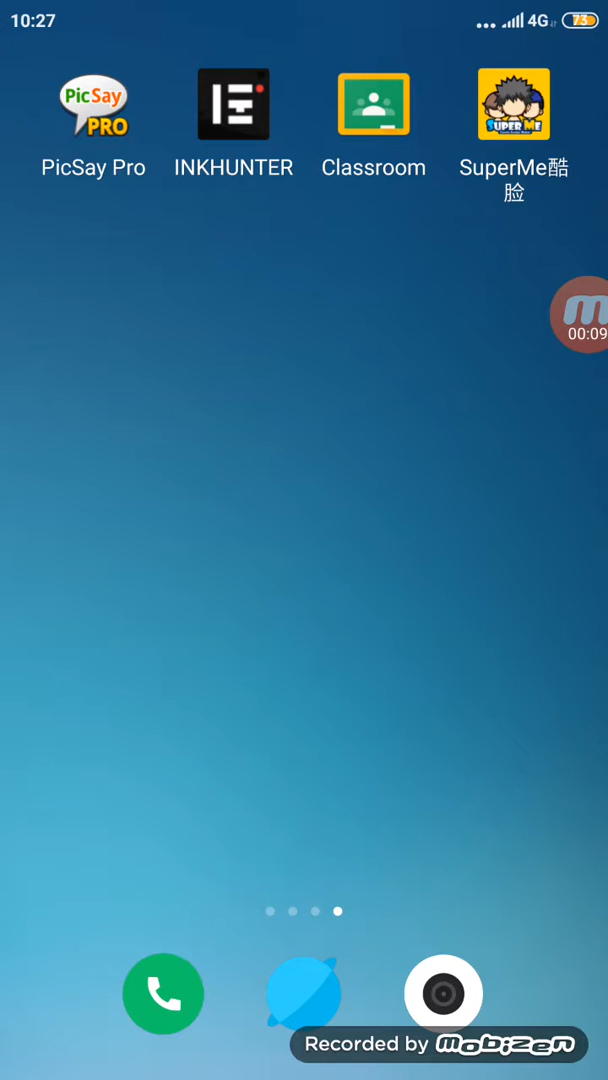 10:27
4G
73
PicSay
PRO
SUPER ME
PicSay Pro
INKHUNTER
Classroom
SuperMe酷
脸
00:09
Recorded by mobizen